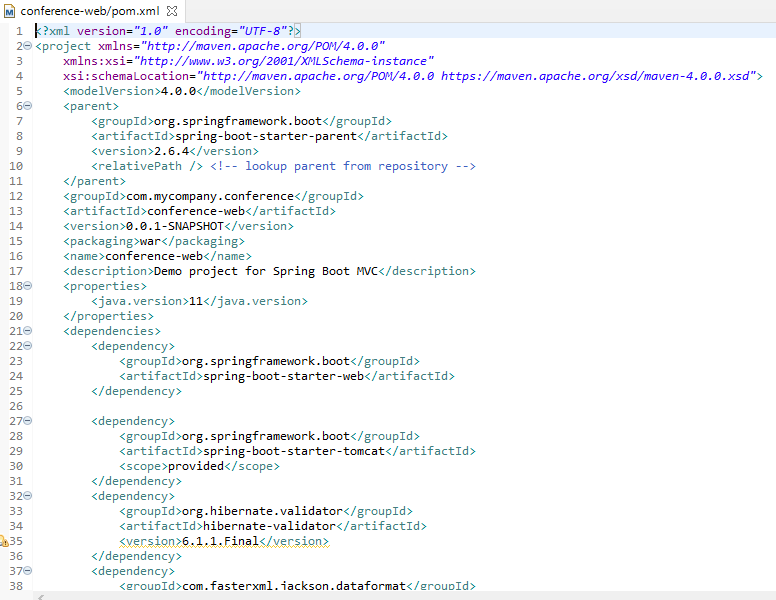 conference-web/pom.xml
1 <?xml version="1.0" encoding="UTF-8"?>
2 <project xmlns="http://maven.apache.org/POM/4.0.0"
3     xmlns:xsi="http://www.w3.org/2001/XMLSchema-instance"
4     xsi:schemaLocation="http://maven.apache.org/POM/4.0.0 https://maven.apache.org/xsd/maven-4.0.0.xsd">
5     <modelVersion>4.0.0</modelVersion>
6     <parent>
7         <groupId>org.springframework.boot</groupId>
8         <artifactId>spring-boot-starter-parent</artifactId>
9         <version>2.6.4</version>
10         <relativePath /> <!-- lookup parent from repository -->
11     </parent>
12     <groupId>com.mycompany.conference</groupId>
13     <artifactId>conference-web</artifactId>
14     <version>0.0.1-SNAPSHOT</version>
15     <packaging>war</packaging>
16     <name>conference-web</name>
17     <description>Demo project for Spring Boot MVC</description>
18     <properties>
19         <java.version>11</java.version>
20     </properties>
21     <dependencies>
22         <dependency>
23             <groupId>org.springframework.boot</groupId>
24             <artifactId>spring-boot-starter-web</artifactId>
25         </dependency>
26
27         <dependency>
28             <groupId>org.springframework.boot</groupId>
29             <artifactId>spring-boot-starter-tomcat</artifactId>
30             <scope>provided</scope>
31         </dependency>
32         <dependency>
33             <groupId>org.hibernate.validator</groupId>
34             <artifactId>hibernate-validator</artifactId>
35             <version>6.1.1.Final</version>
36         </dependency>
37         <dependency>
38             <groupId>com.fasterxml.jackson.dataformat</groupId>